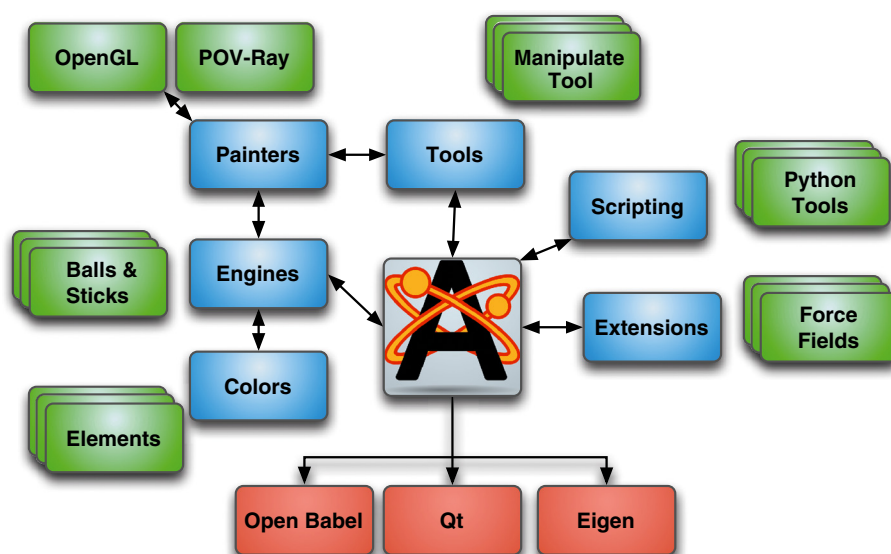 OpenGL
POV-Ray
Manipulate
Tool
Painters
Tools
Scripting
Python
Tools
Balls &
Sticks
Engines
A
Extensions
Force
Fields
Colors
Elements
Open Babel
Qt
Eigen